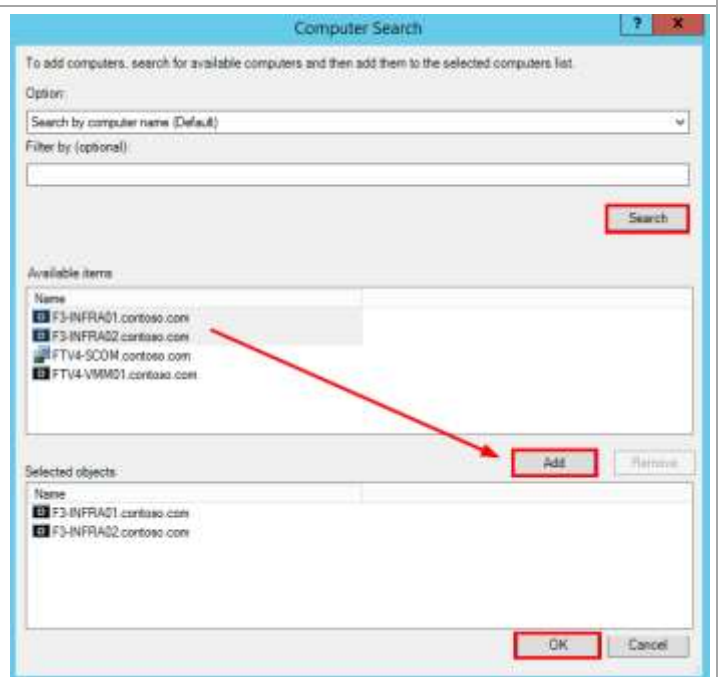 Computer Search
? X
To add computers, search for available computers and then add them to the selected computers list.
Option:
Search by computer name (Default)
Filter by (optional):
Search
Available items
Name
F3-INFRA01.contoso.com
F3-INFRA02.contoso.com
FTV4-SCOM.contoso.com
FTV4-VMM01.contoso.com
Add Remove
Selected objects
Name
F3-INFRA01.contoso.com
F3-INFRA02.contoso.com
OK Cancel